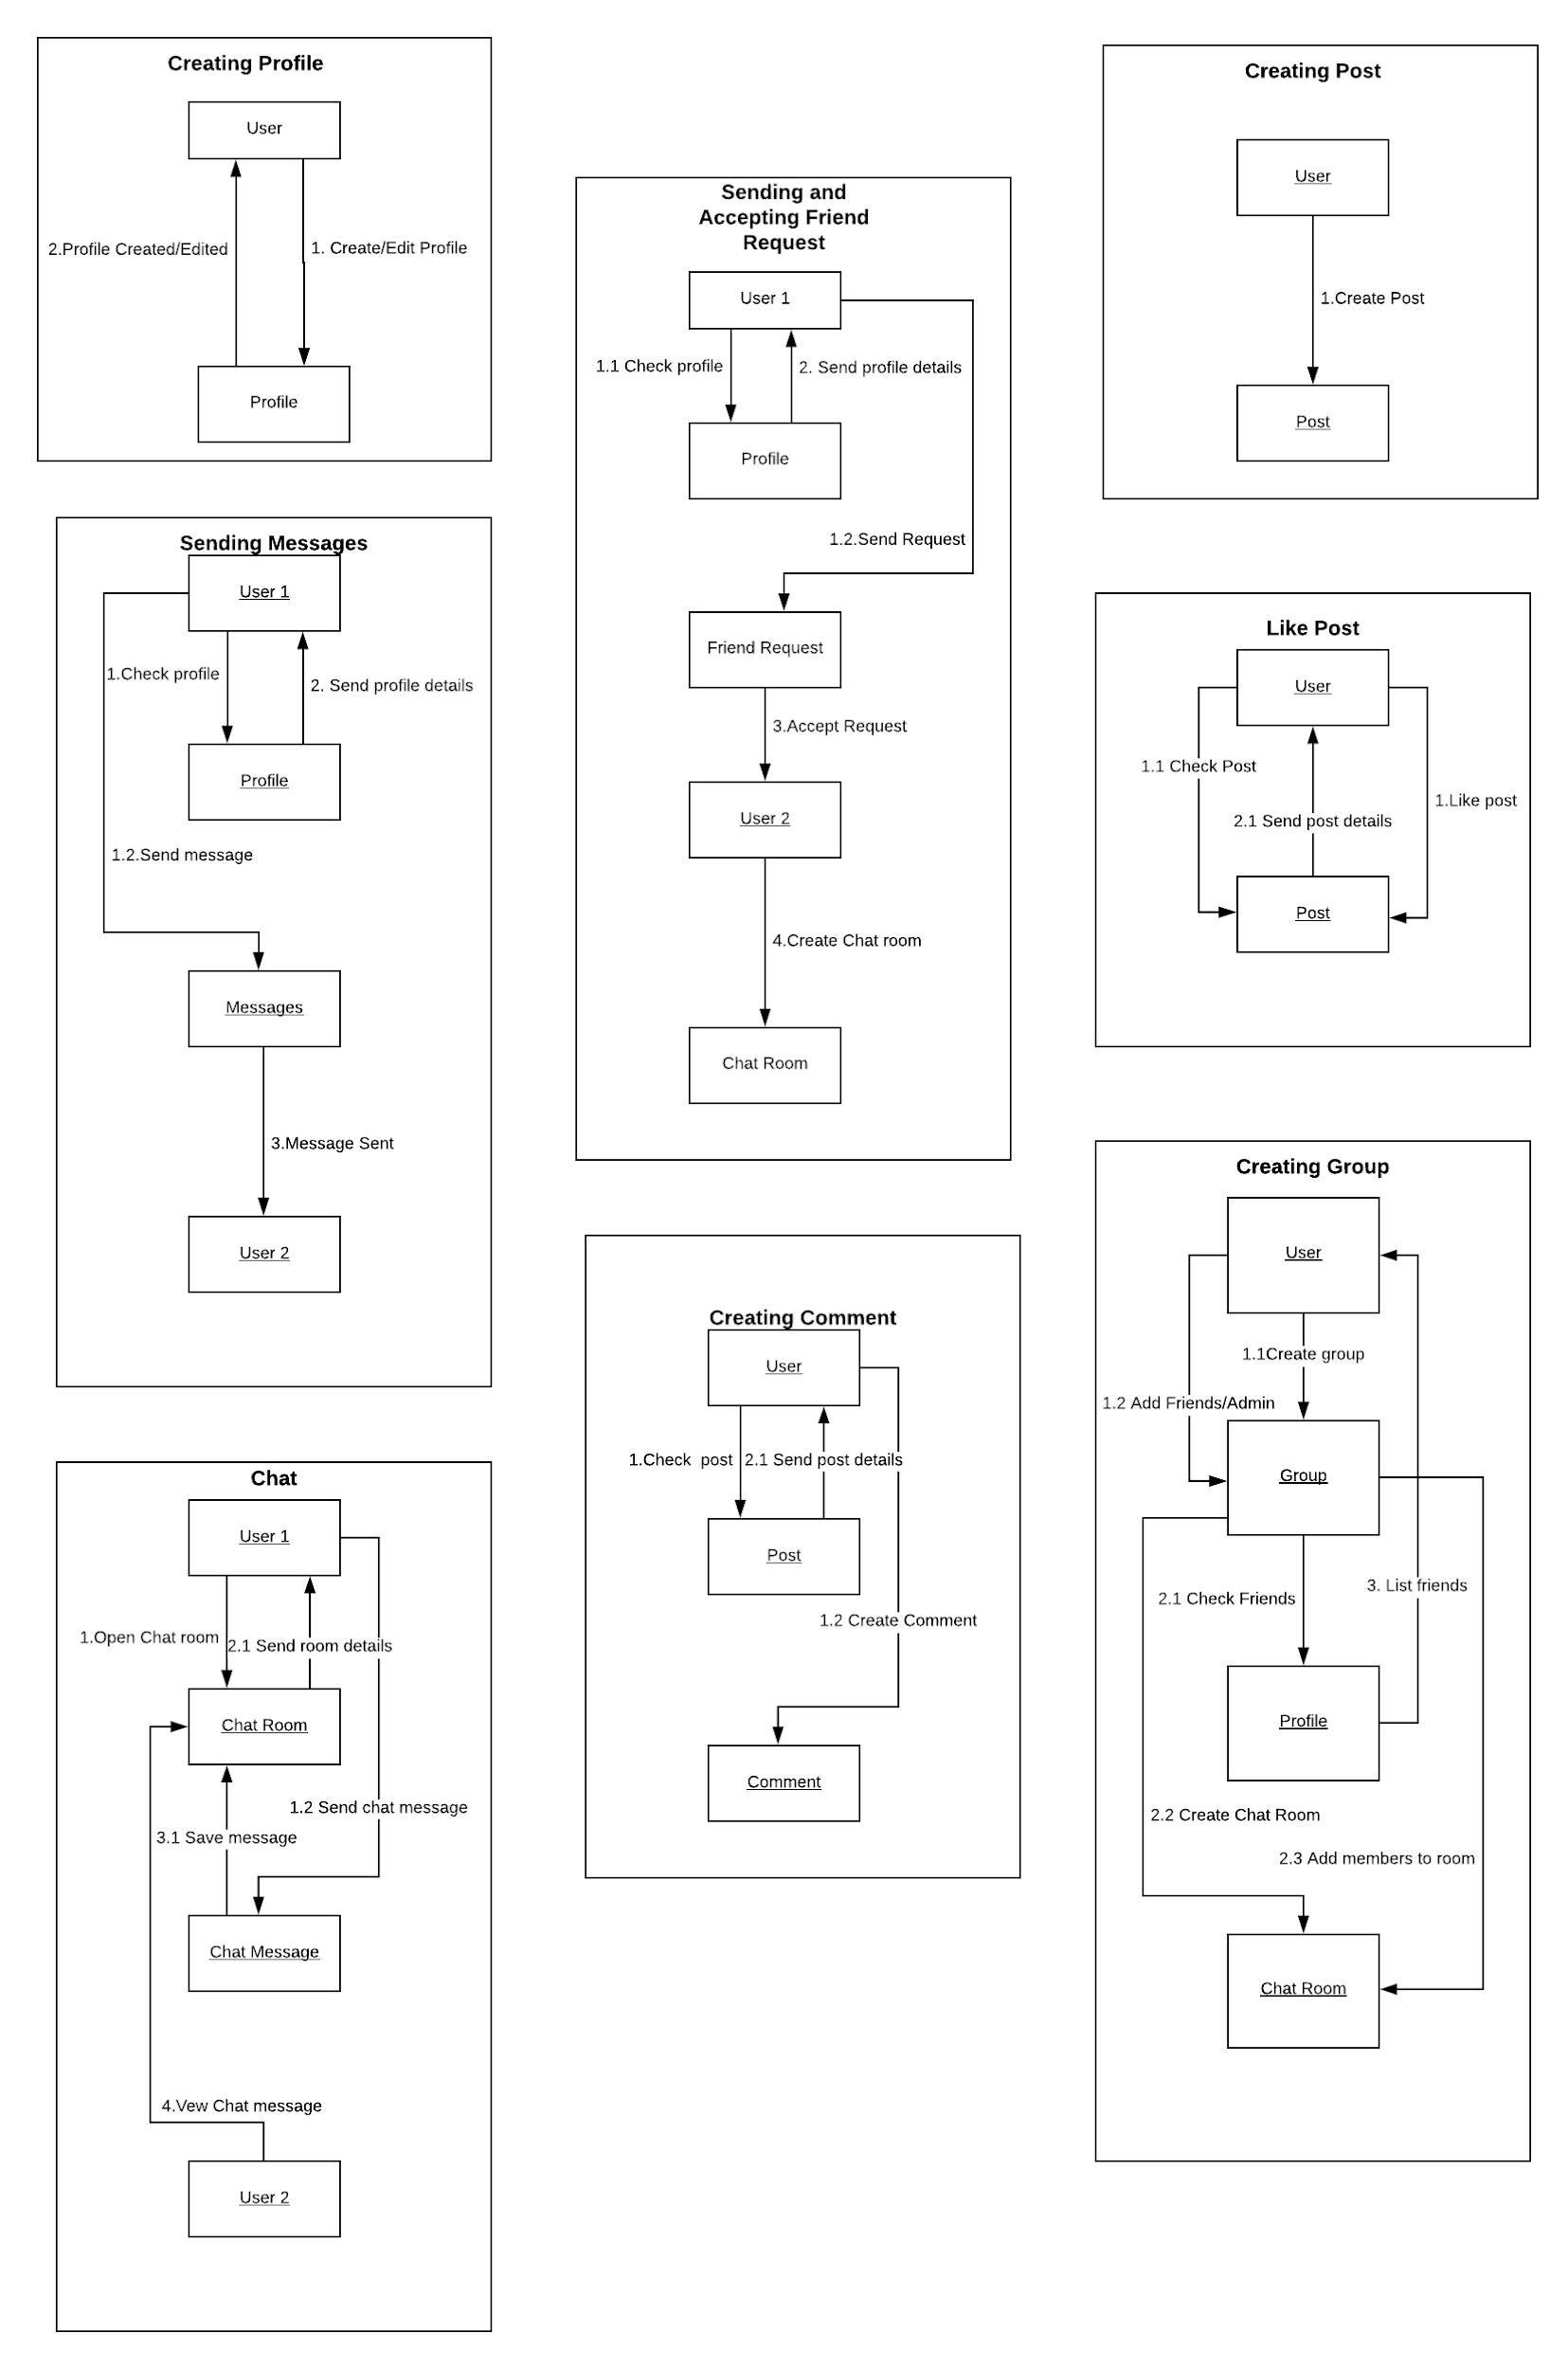 Creating Profile
User
2.Profile Created/Edited
1. Create/Edit Profile
Profile
Sending Messages
User 1
1.Check profile
2. Send profile details
Profile
1.2.Send message
Messages
3.Message Sent
User 2
Chat
User 1
1.Open Chat room
2.1 Send room details
Chat Room
1.2 Send chat message
3.1 Save message
Chat Message
4.Vew Chat message
User 2
Sending and
Accepting Friend
Request
User 1
1.1 Check profile
2. Send profile details
Profile
1.2.Send Request
Friend Request
3.Accept Request
User 2
4.Create Chat room
Chat Room
Creating Comment
User
1.Check  post
2.1 Send post details
Post
1.2 Create Comment
Comment
Creating Post
User
1.Create Post
Post
Like Post
User
1.1 Check Post
1.Like post
2.1 Send post details
Post
Creating Group
User
1.1Create group
1.2 Add Friends/Admin
Group
3. List friends
2.1 Check Friends
Profile
2.2 Create Chat Room
2.3 Add members to room
Chat Room